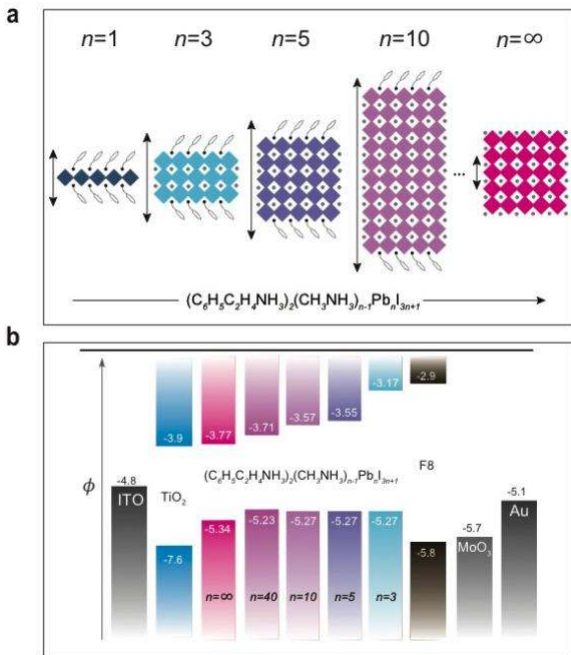 a
n=1 n=3 n=5 n=10 n=∞
...
(C₆H₅C₂H₄NH₃)₂(CH₃NH₃)ₙ₋₁PbₙI₃ₙ₊₁
b
-3.9 -3.77 -3.71 -3.57 -3.55 -3.17 -2.9
(C₆H₅C₂H₄NH₃)₂(CH₃NH₃)ₙ₋₁PbₙI₃ₙ₊₁
F8
ϕ
-4.8
ITO
TiO₂
-7.6 -5.34 -5.23 -5.27 -5.27 -5.27 -5.8
-5.7
MoO₃
-5.1
Au
n=∞ n=40 n=10 n=5 n=3